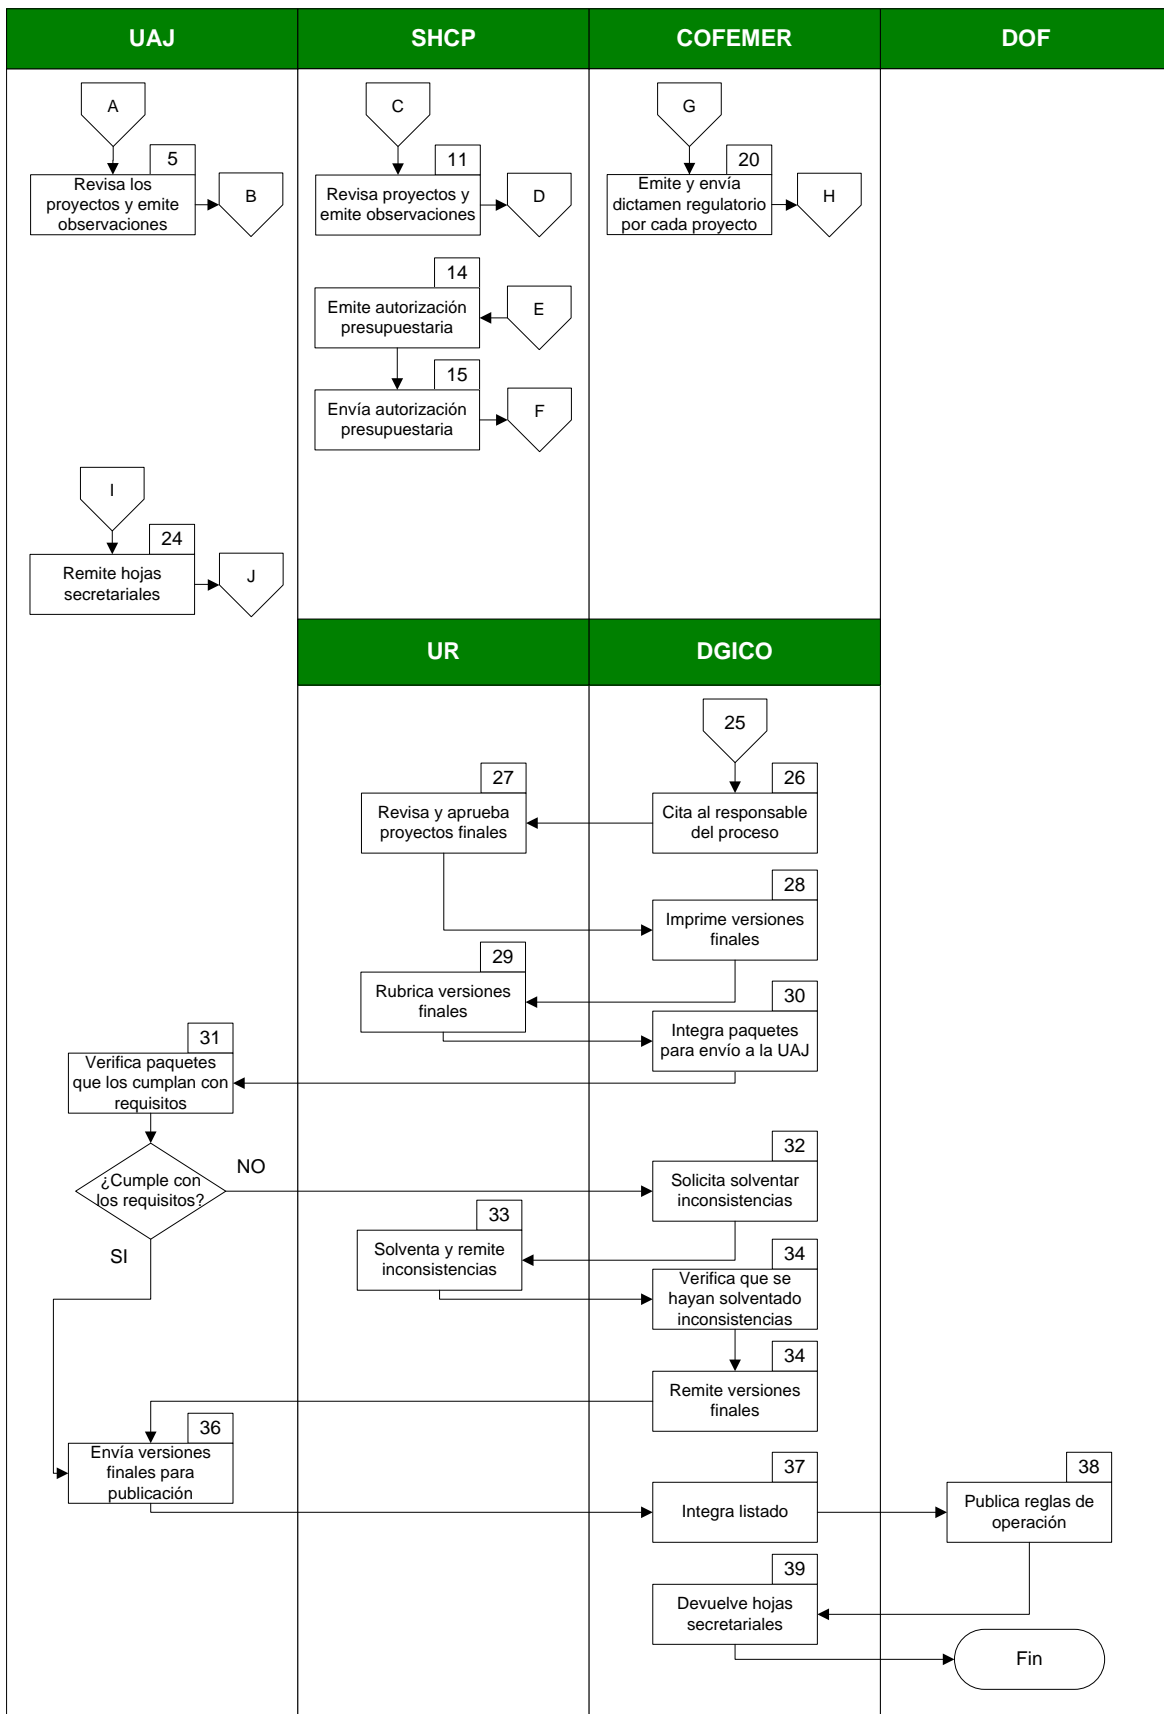 UAJ
SHCP
COFEMER
DOF
A
C
G
5
11
20
Revisa los
proyectos y emite
observaciones
B
Revisa proyectos y
emite observaciones
D
Emite y envía
dictamen regulatorio
por cada proyecto
H
14
Emite autorización
presupuestaria
E
15
Envía autorización
presupuestaria
F
I
24
Remite hojas
secretariales
J
UR
DGICO
25
27
26
Revisa y aprueba
proyectos finales
Cita al responsable
del proceso
28
Imprime versiones
finales
29
Rubrica versiones
finales
30
Integra paquetes
para envío a la UAJ
31
Verifica paquetes
que los cumplan con
requisitos
¿Cumple con
los requisitos?
NO
SI
32
Solicita solventar
inconsistencias
33
Solventa y remite
inconsistencias
34
Verifica que se
hayan solventado
inconsistencias
34
Remite versiones
finales
36
Envía versiones
finales para
publicación
37
Integra listado
38
Publica reglas de
operación
39
Devuelve hojas
secretariales
Fin